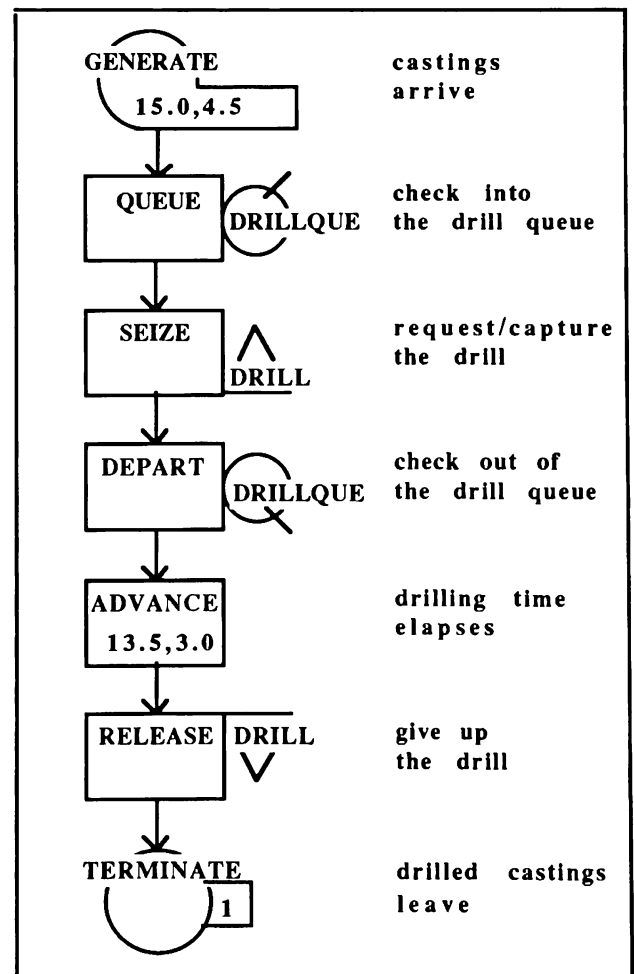 GENERATE
15.0,4.5
castings
arrive
QUEUE
DRILLQUE
check into
the drill queue
SEIZE
DRILL
request/capture
the drill
DEPART
DRILLQUE
check out of
the drill queue
ADVANCE
13.5,3.0
drilling time
elapses
RELEASE
DRILL
give up
the drill
TERMINATE
1
drilled castings
leave